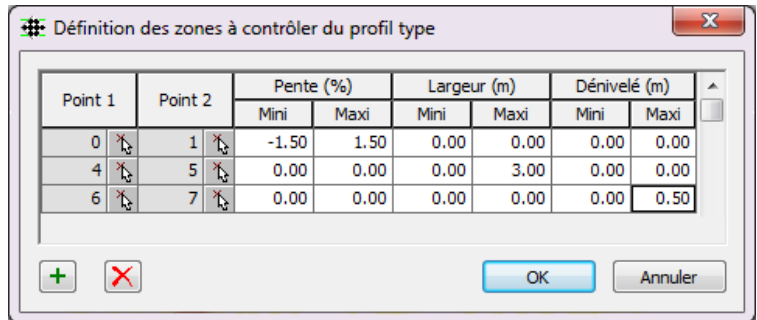 Définition des zones à contrôler du profil type
Point 1 Point 2 Pente (%) Largeur (m) Dénivelé (m)
Mini Maxi Mini Maxi Mini Maxi
0 1 -1.50 1.50 0.00 0.00 0.00 0.00
4 5 0.00 0.00 0.00 3.00 0.00 0.00
6 7 0.00 0.00 0.00 0.00 0.00 0.50
OK Annuler